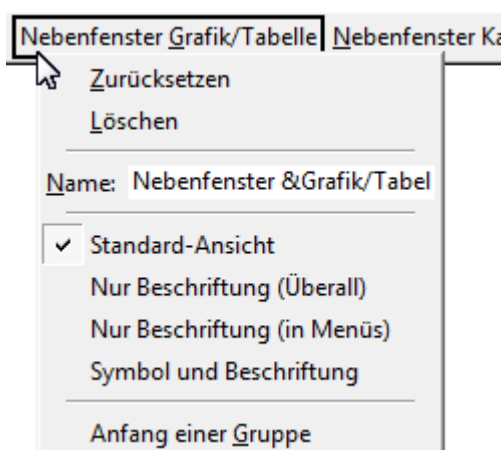 Nebenfenster Grafik/Tabelle Nebenfenster Ka
Zurücksetzen
Löschen
Name: Nebenfenster &Grafik/Tabel
Standard-Ansicht
Nur Beschriftung (Überall)
Nur Beschriftung (in Menüs)
Symbol und Beschriftung
Anfang einer Gruppe